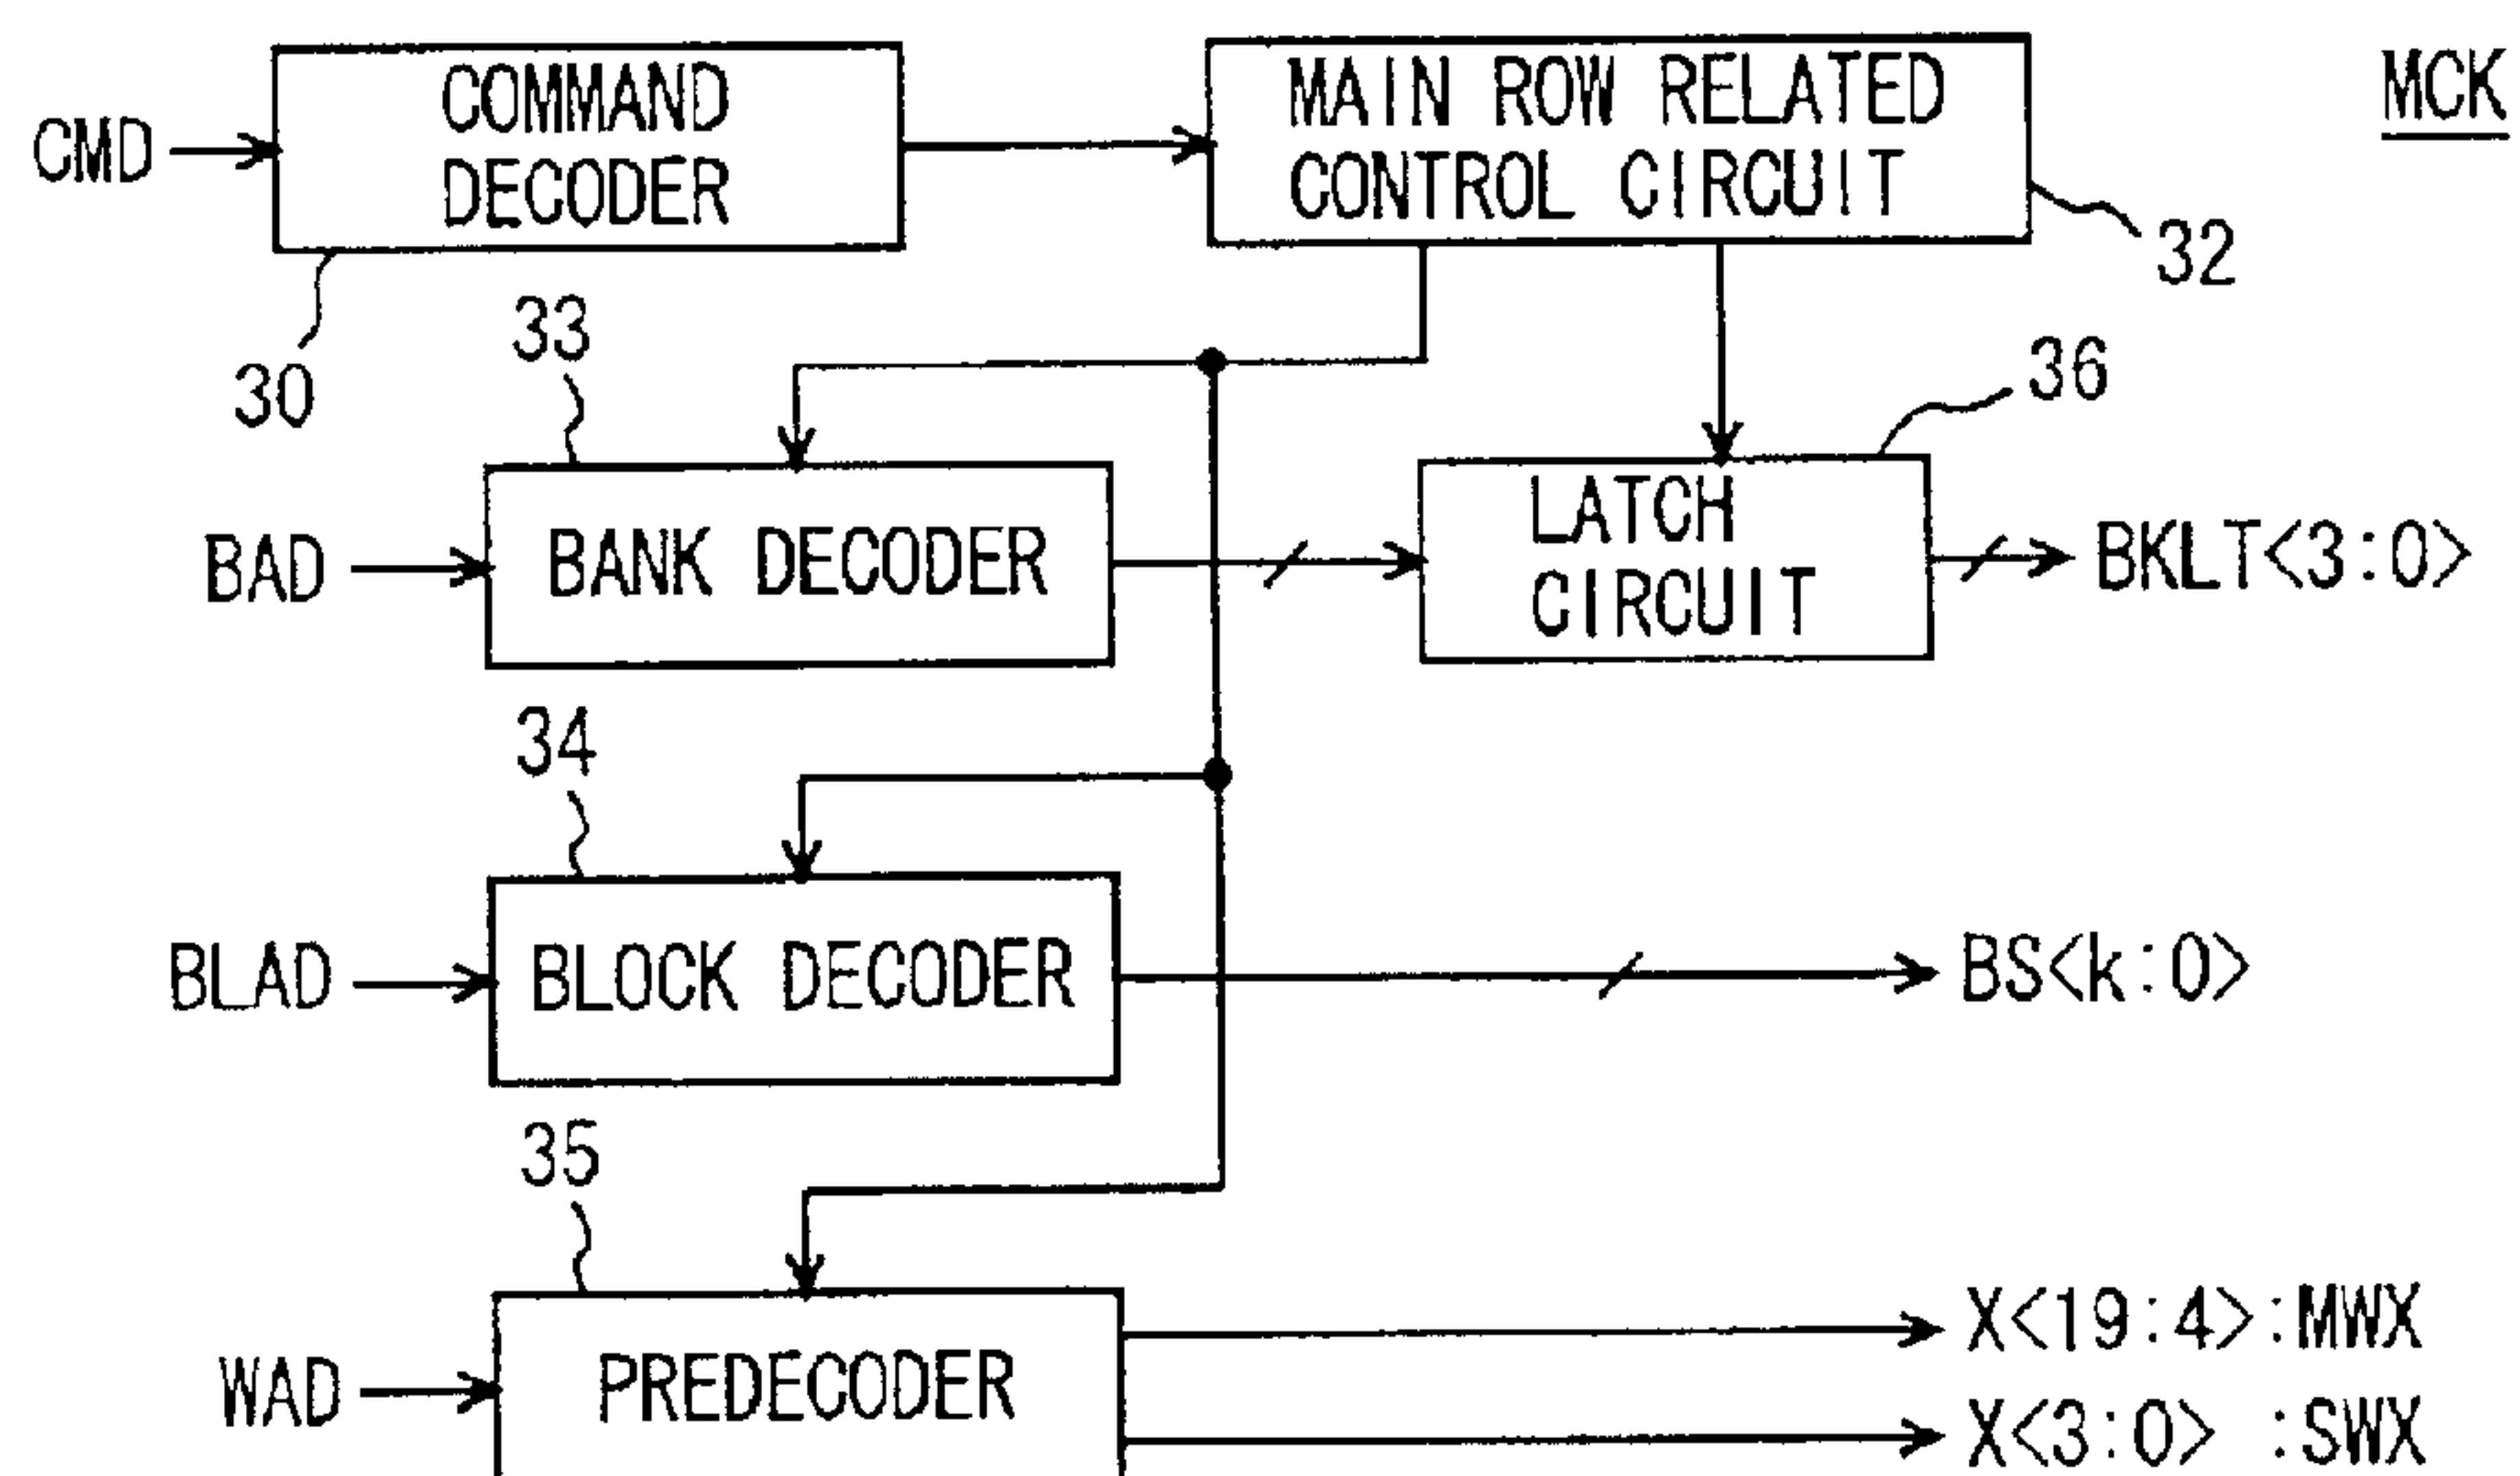 COMMAND
DECODER
MAIN ROW RELATED
CONTROL CIRCUIT
MCK
CMD
32
30
33
36
BAD
BANK DECODER
LATCH
CIRCUIT
BKLT<3:0>
34
BLAD
BLOCK DECODER
BS<k:0>
35
WAD
PREDECODER
X<19:4>:MWX
X<3:0> :SWX